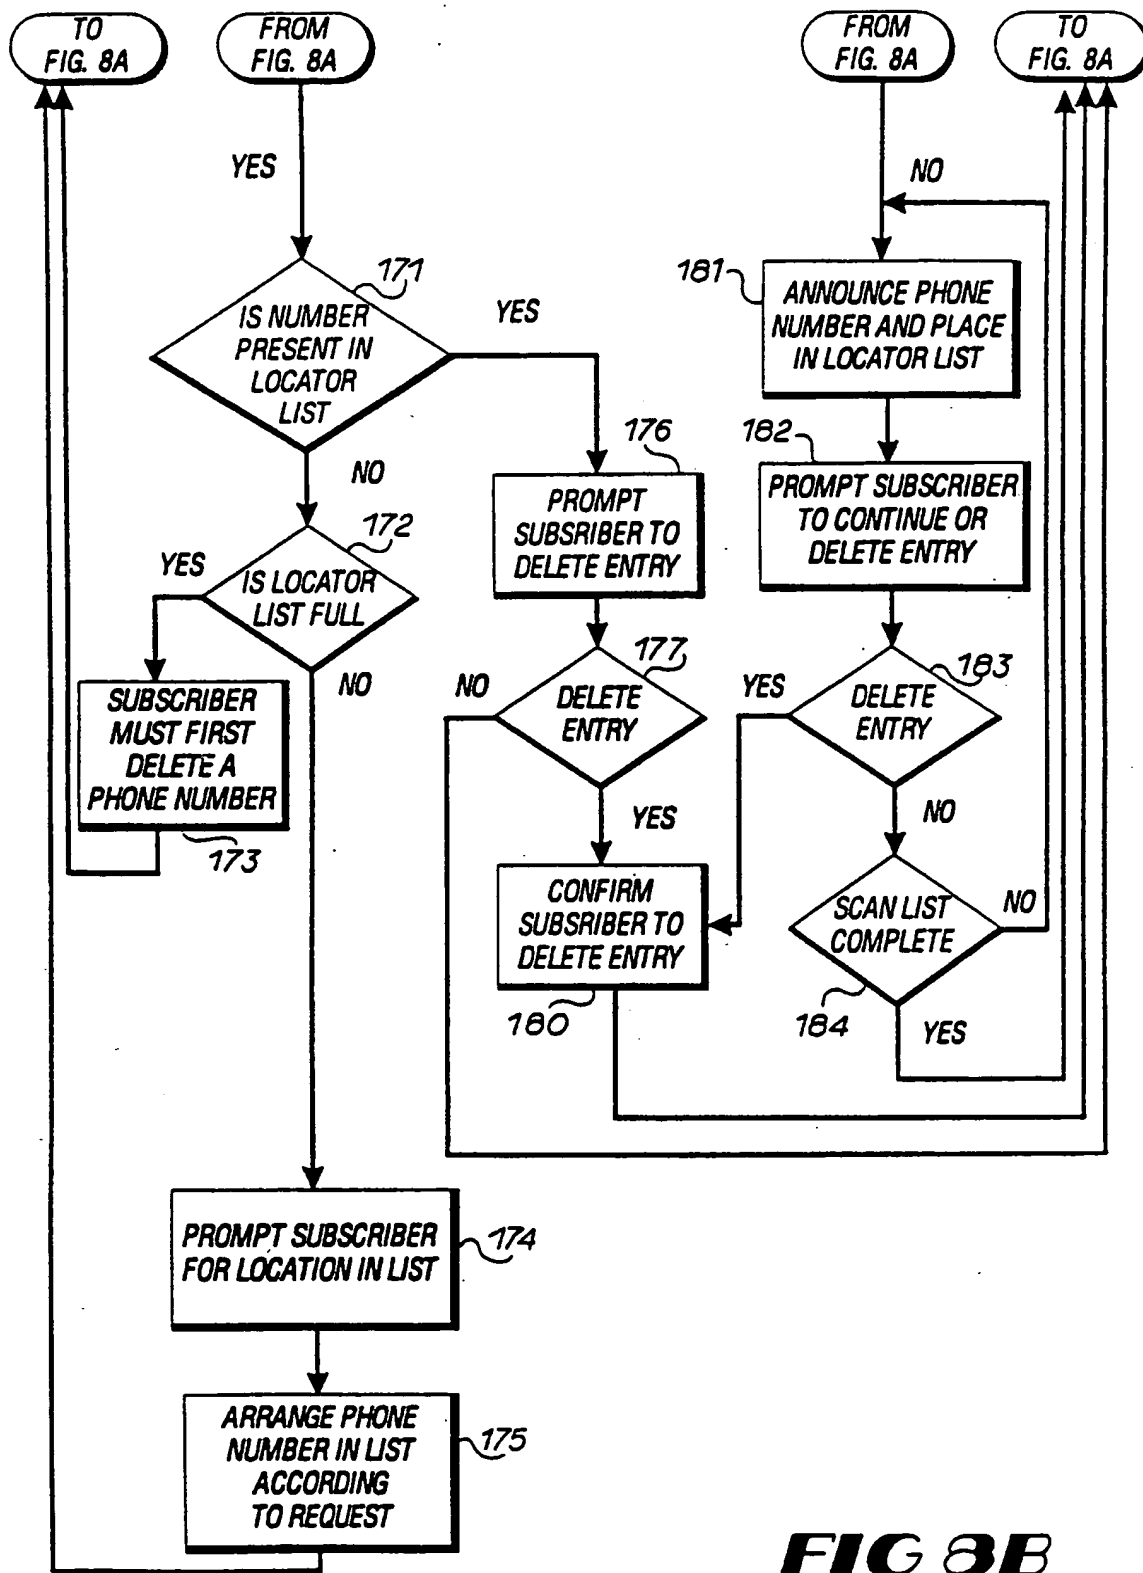 TO
FIG. 8A
FROM
FIG. 8A
FROM
FIG. 8A
TO
FIG. 8A
YES
NO
171
IS NUMBER
PRESENT IN
LOCATOR
LIST
YES
NO
181
ANNOUNCE PHONE
NUMBER AND PLACE
IN LOCATOR LIST
172
IS LOCATOR
LIST FULL
YES
NO
176
PROMPT
SUBSRIBER TO
DELETE ENTRY
182
PROMPT SUBSCRIBER
TO CONTINUE OR
DELETE ENTRY
SUBSCRIBER
MUST FIRST
DELETE A
PHONE NUMBER
173
177
DELETE
ENTRY
NO
YES
183
DELETE
ENTRY
YES
NO
CONFIRM
SUBSRIBER TO
DELETE ENTRY
180
SCAN LIST
COMPLETE
NO
184
YES
PROMPT SUBSCRIBER
FOR LOCATION IN LIST
174
ARRANGE PHONE
NUMBER IN LIST
ACCORDING
TO REQUEST
175
FIG 8B